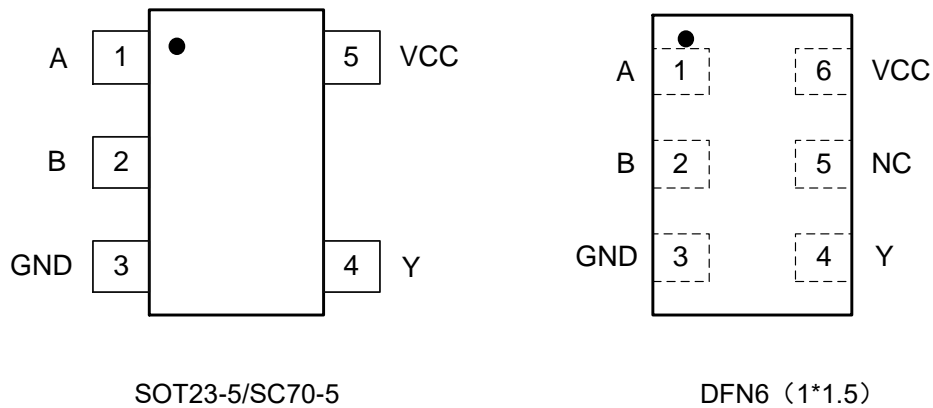 A 1 5 VCC
B 2
GND 3 4 Y
SOT23-5/SC70-5
A 1 6 VCC
B 2 5 NC
GND 3 4 Y
DFN6（1*1.5）